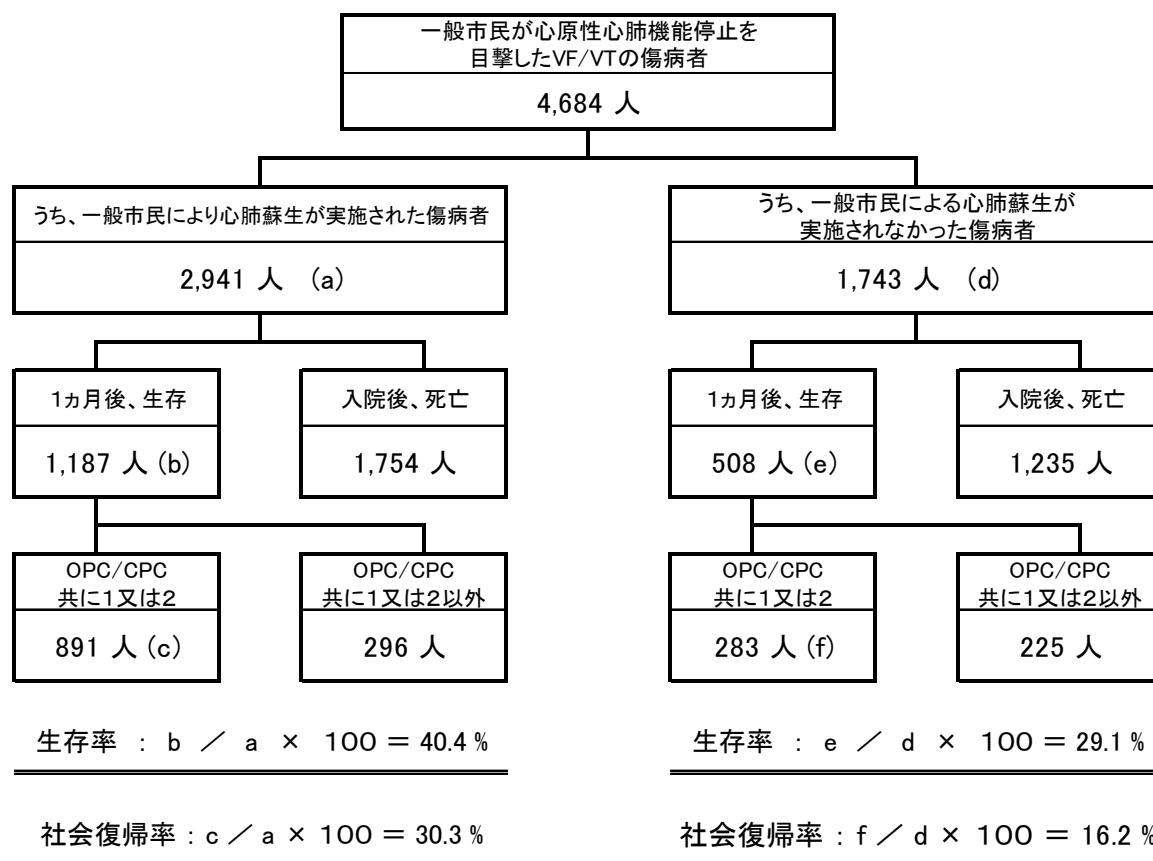 一般市民が心原性心肺機能停止を
目撃したVF/VTの傷病者
4,684 人
うち、一般市民により心肺蘇生が実施された傷病者
2,941 人 (a)
1ヵ月後、生存
1,187 人 (b)
入院後、死亡
1,754 人
OPC/CPC
共に1又は2
891 人 (c)
OPC/CPC
共に1又は2以外
296 人
生存率 : b ／ a × 100 ＝ 40.4 %
社会復帰率 : c ／ a × 100 ＝ 30.3 %
うち、一般市民による心肺蘇生が
実施されなかった傷病者
1,743 人 (d)
1ヵ月後、生存
508 人 (e)
入院後、死亡
1,235 人
OPC/CPC
共に1又は2
283 人 (f)
OPC/CPC
共に1又は2以外
225 人
生存率 : e ／ d × 100 ＝ 29.1 %
社会復帰率 : f ／ d × 100 ＝ 16.2 %